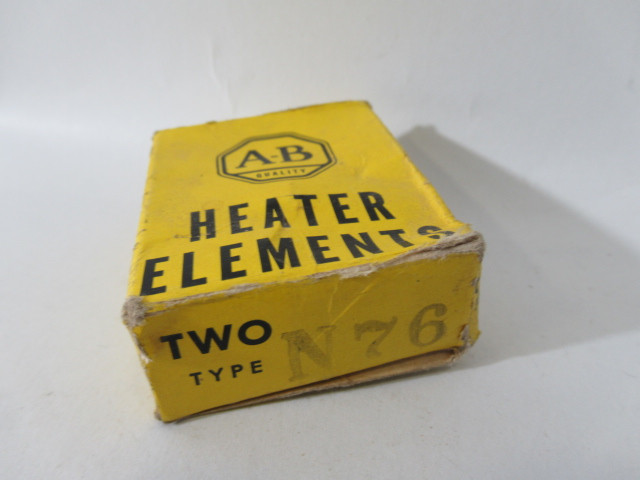 A-B
QUALITY
HEATER
ELEMENTS
TWO
TYPE N76